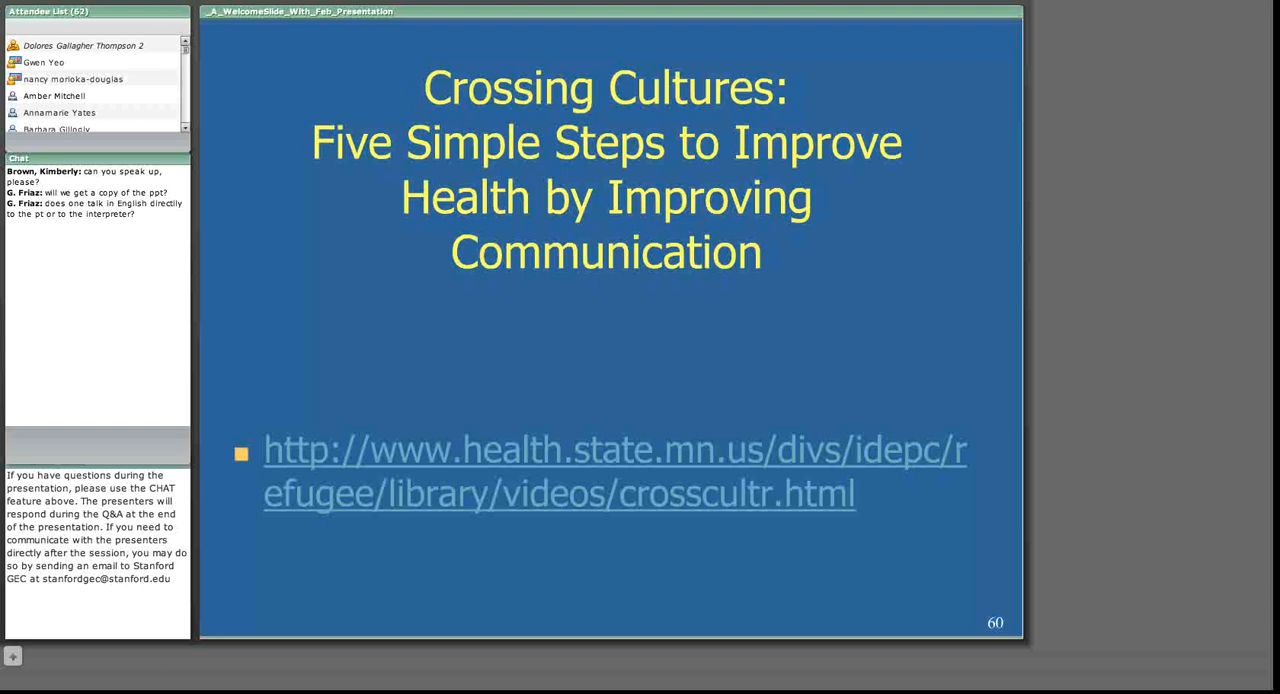 Attendee List (62)
Dolores Gallagher Thompson 2
Gwen Yeo
nancy morioka-douglas
Amber Mitchell
Annamarie Yates
Barbara Gillogly
Chat
Brown, Kimberly: can you speak up,
please?
G. Friaz: will we get a copy of the ppt?
G. Friaz: does one talk in English directly
to the pt or to the interpreter?
If you have questions during the
presentation, please use the CHAT
feature above. The presenters will
respond during the Q&A at the end
of the presentation. If you need to
communicate with the presenters
directly after the session, you may do
so by sending an email to Stanford
GEC at stanfordgec@stanford.edu
_A_WelcomeSlide_With_Feb_Presentation
Crossing Cultures:
Five Simple Steps to Improve
Health by Improving
Communication
http://www.health.state.mn.us/divs/idepc/r
efugee/library/videos/crosscultr.html
60